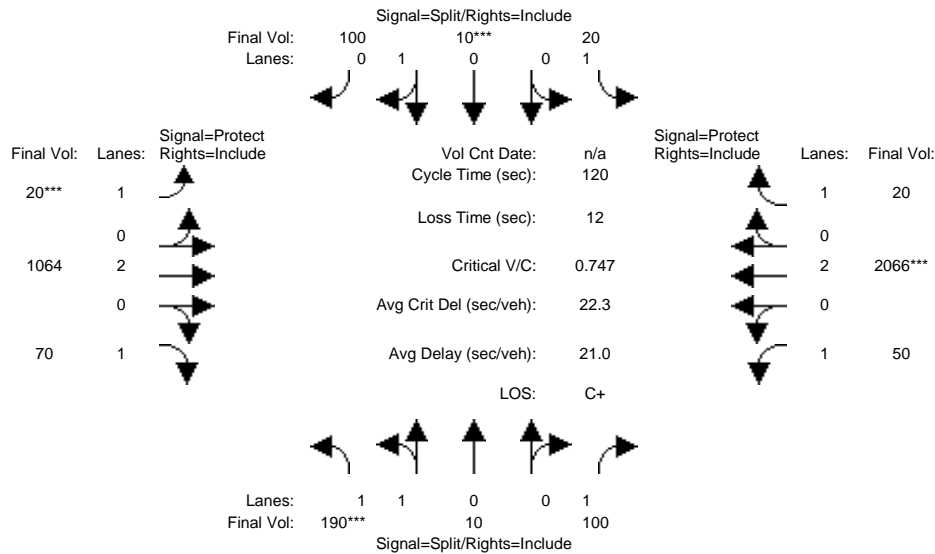 Signal=Split/Rights=Include
Final Vol: 100 10*** 20
Lanes: 0 1 0 0 1
Signal=Protect Signal=Protect
Final Vol: Lanes: Rights=Include Vol Cnt Date: n/a Rights=Include Lanes: Final Vol:
Cycle Time (sec): 120
20*** 1 1 20
Loss Time (sec): 12
0 0
1064 2 Critical V/C: 0.747 2 2066***
0 Avg Crit Del (sec/veh): 22.3 0
70 1 Avg Delay (sec/veh): 21.0 1 50
LOS: C+
Lanes: 1 1 0 0 1
Final Vol: 190*** 10 100
Signal=Split/Rights=Include